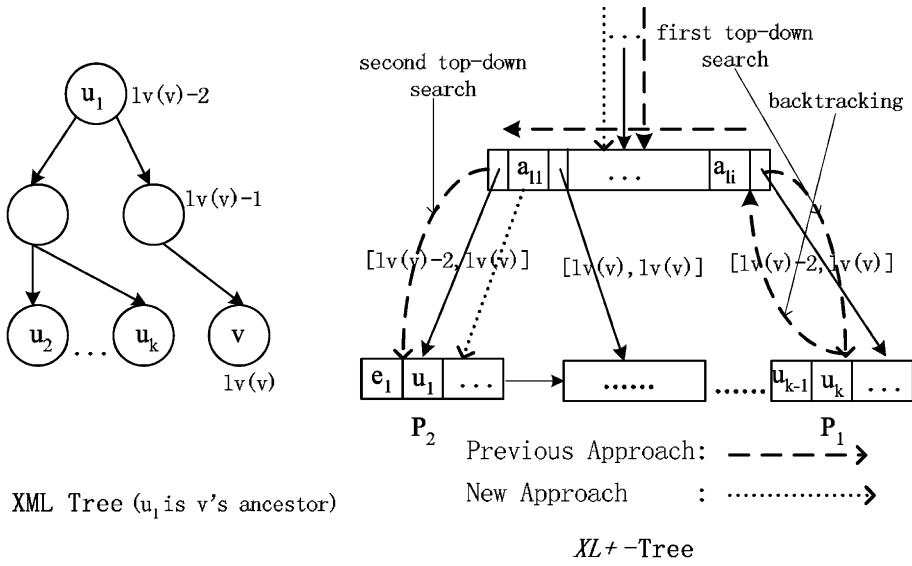 u1
lv(v)-2
lv(v)-1
u2
...
uk
v
lv(v)
XML Tree (u1 is v's ancestor)
...
first top-down
search
second top-down
search
backtracking
al1
...
ali
[lv(v)-2, lv(v)]
[lv(v), lv(v)]
[lv(v)-2, lv(v)]
e1
u1
...
......
......
uk-1
uk
...
P2
P1
Previous Approach:
New Approach :
XL+-Tree